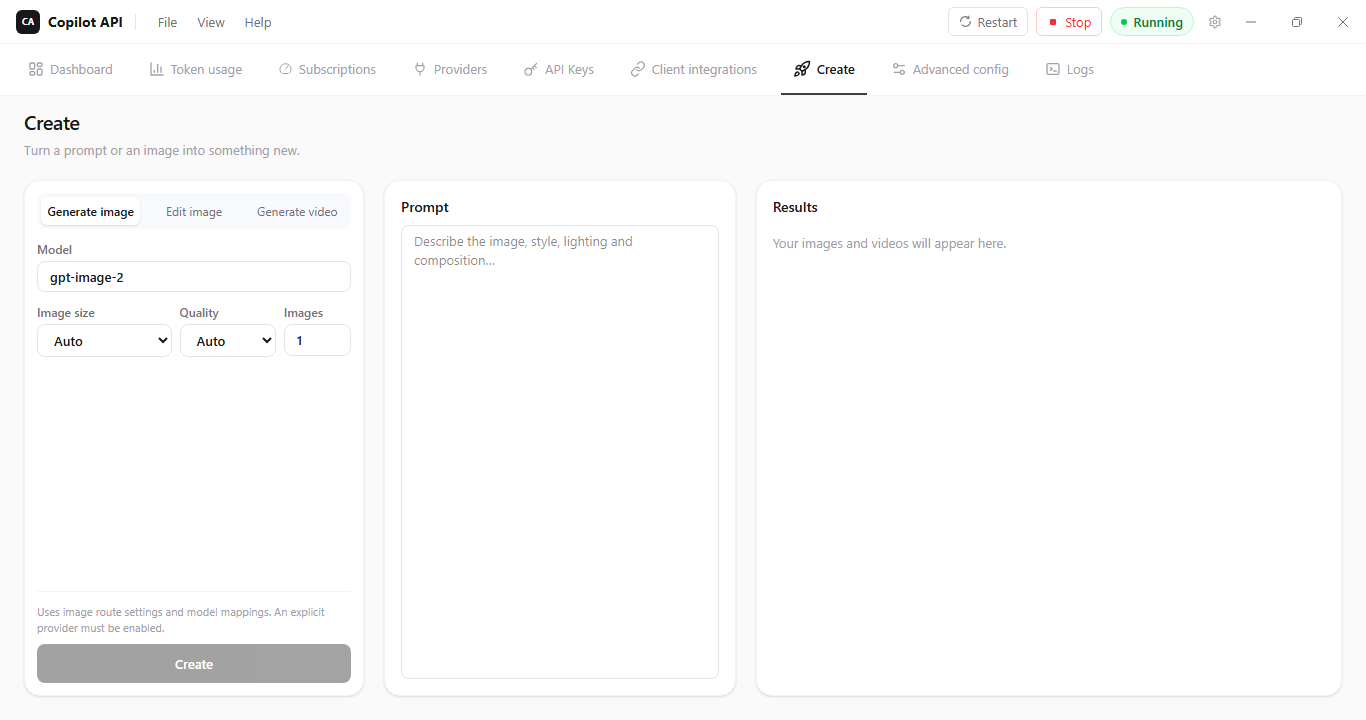 CA Copilot API File View Help Restart Stop Running
Dashboard Token usage Subscriptions Providers API Keys Client integrations Create Advanced config Logs
Create
Turn a prompt or an image into something new.
Generate image Edit image Generate video
Model
gpt-image-2
Image size Quality Images
Auto Auto 1
Uses image route settings and model mappings. An explicit
provider must be enabled.
Create
Prompt
Describe the image, style, lighting and
composition...
Results
Your images and videos will appear here.